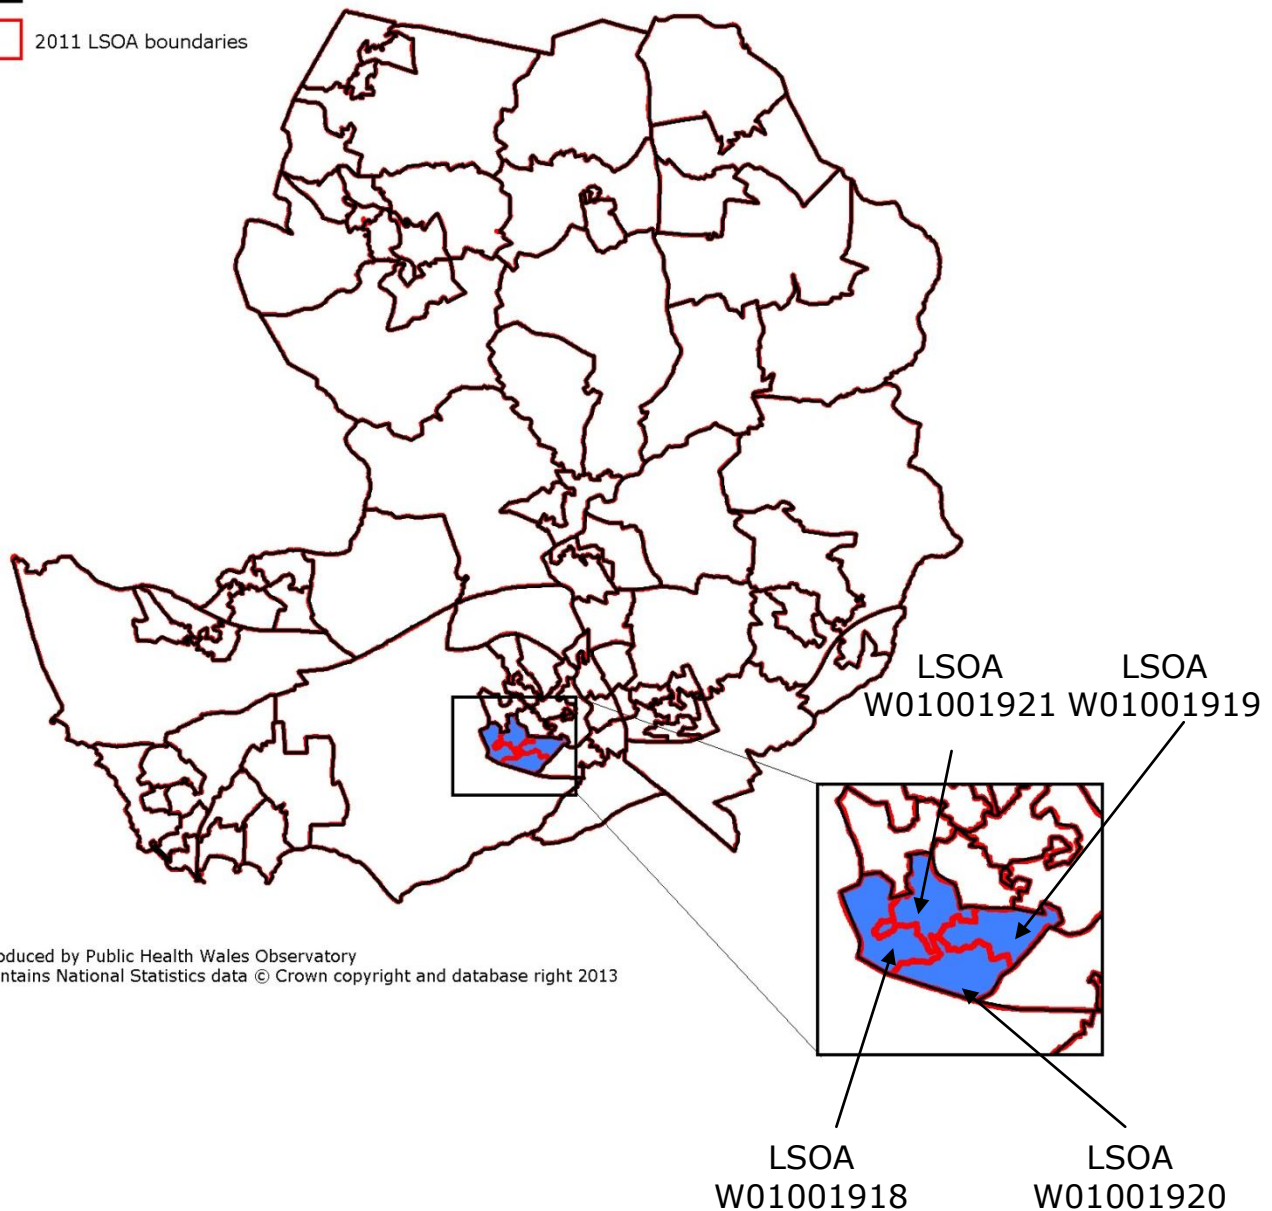 2011 LSOA boundaries
LSOA
W01001921
LSOA
W01001919
oduced by Public Health Wales Observatory
ntains National Statistics data © Crown copyright and database right 2013
LSOA
W01001918
LSOA
W01001920